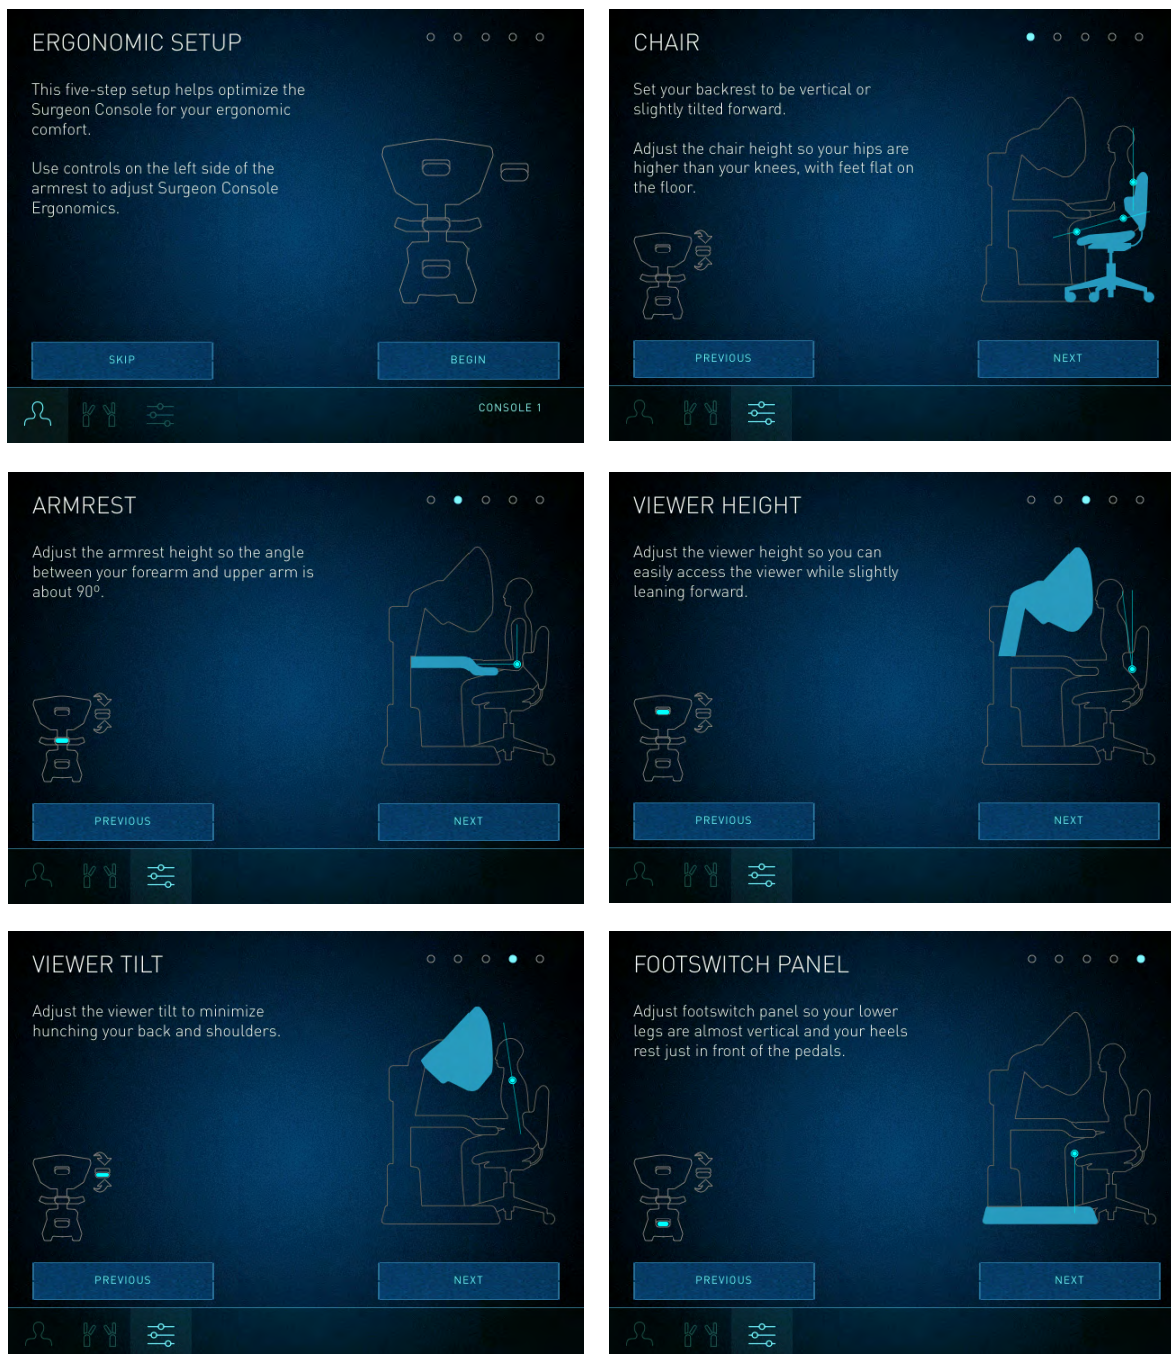 ERGONOMIC SETUP
This five-step setup helps optimize the
Surgeon Console for your ergonomic
comfort.
Use controls on the left side of the
armrest to adjust Surgeon Console
Ergonomics.
SKIP
BEGIN
CONSOLE 1
CHAIR
Set your backrest to be vertical or
slightly tilted forward.
Adjust the chair height so your hips are
higher than your knees, with feet flat on
the floor.
PREVIOUS
NEXT
ARMREST
Adjust the armrest height so the angle
between your forearm and upper arm is
about 90º.
PREVIOUS
NEXT
VIEWER HEIGHT
Adjust the viewer height so you can
easily access the viewer while slightly
leaning forward.
PREVIOUS
NEXT
VIEWER TILT
Adjust the viewer tilt to minimize
hunching your back and shoulders.
PREVIOUS
NEXT
FOOTSWITCH PANEL
Adjust footswitch panel so your lower
legs are almost vertical and your heels
rest just in front of the pedals.
PREVIOUS
NEXT